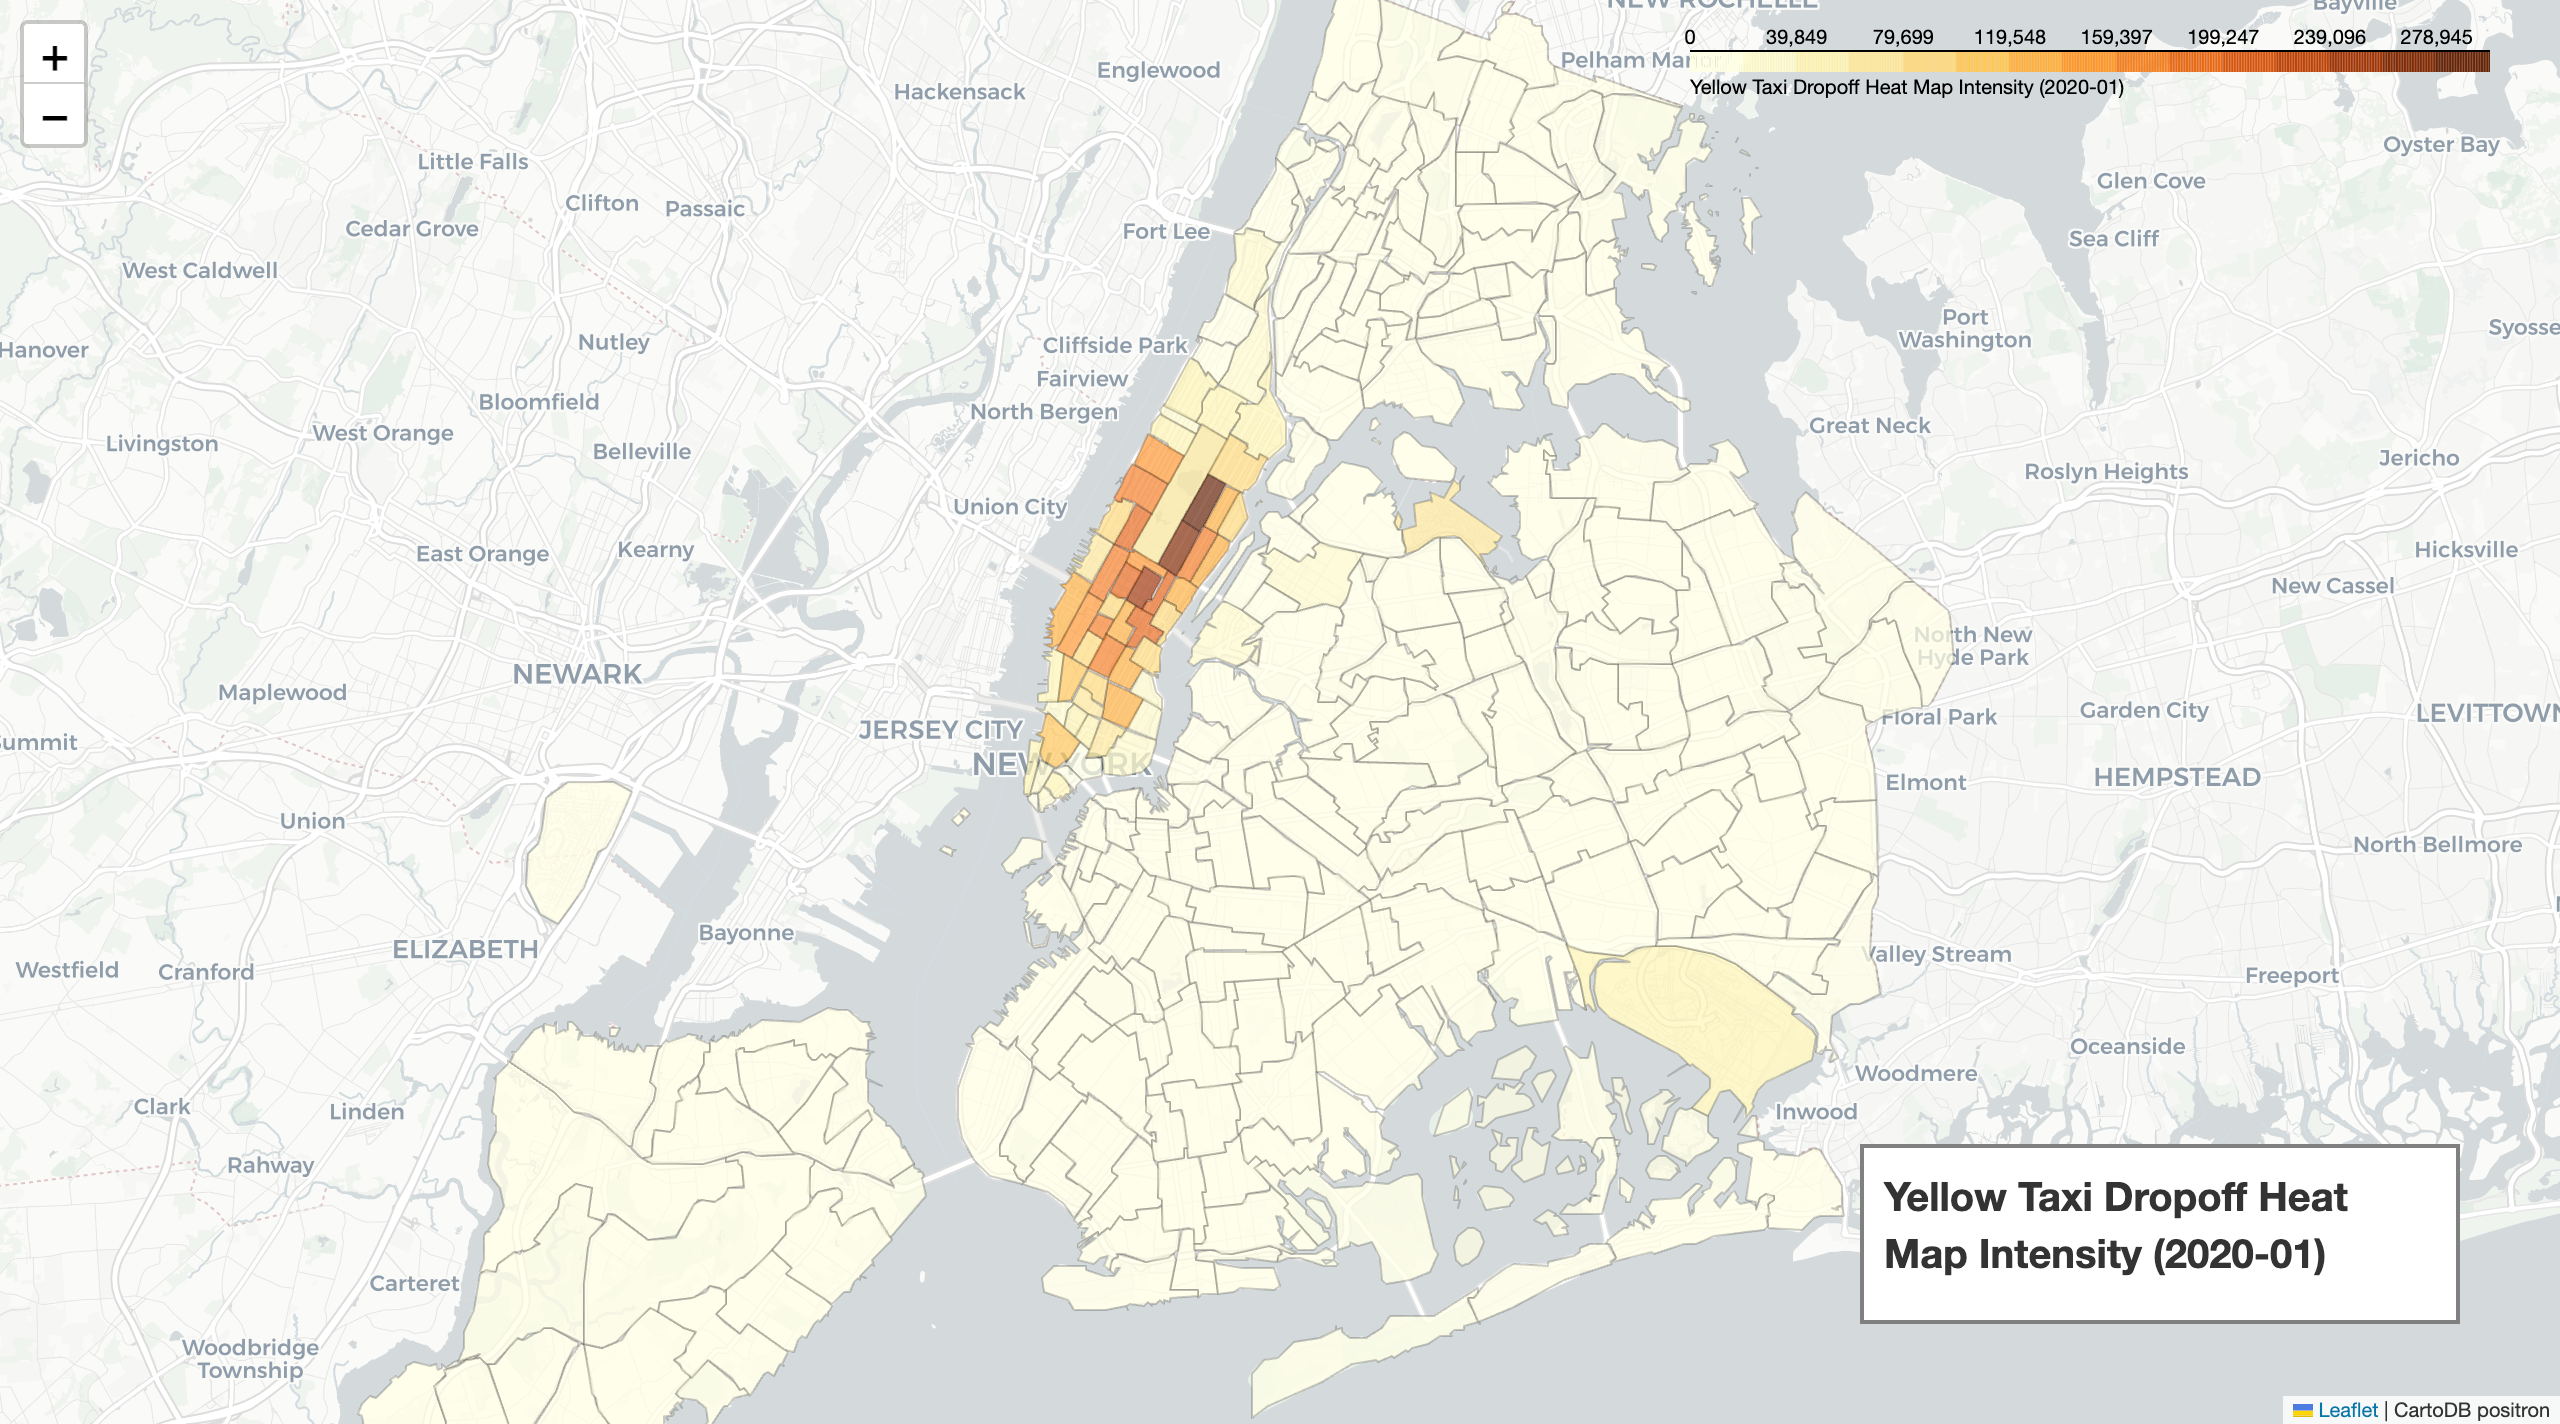 NEW ROCHELLE
Bayville
+
−
0 39,849 79,699 119,548 159,397 199,247 239,096 278,945
Yellow Taxi Dropoff Heat Map Intensity (2020-01)
Pelham Manor
Englewood
Hackensack
Oyster Bay
Little Falls
Glen Cove
Clifton
Passaic
Cedar Grove
Fort Lee
Sea Cliff
West Caldwell
Port
Washington
Syosse
Nutley
Cliffside Park
Hanover
Fairview
Bloomfield
North Bergen
Great Neck
Livingston
West Orange
Belleville
Jericho
Roslyn Heights
Union City
East Orange
Kearny
Hicksville
New Cassel
North New
Hyde Park
NEWARK
Maplewood
Floral Park
Garden City
LEVITTOWN
JERSEY CITY
Summit
NEW YORK
Elmont
HEMPSTEAD
Union
North Bellmore
Bayonne
ELIZABETH
Valley Stream
Westfield
Cranford
Freeport
Oceanside
Woodmere
Clark
Linden
Inwood
Rahway
Yellow Taxi Dropoff Heat
Map Intensity (2020-01)
Carteret
Woodbridge
Township
Leaflet | CartoDB positron